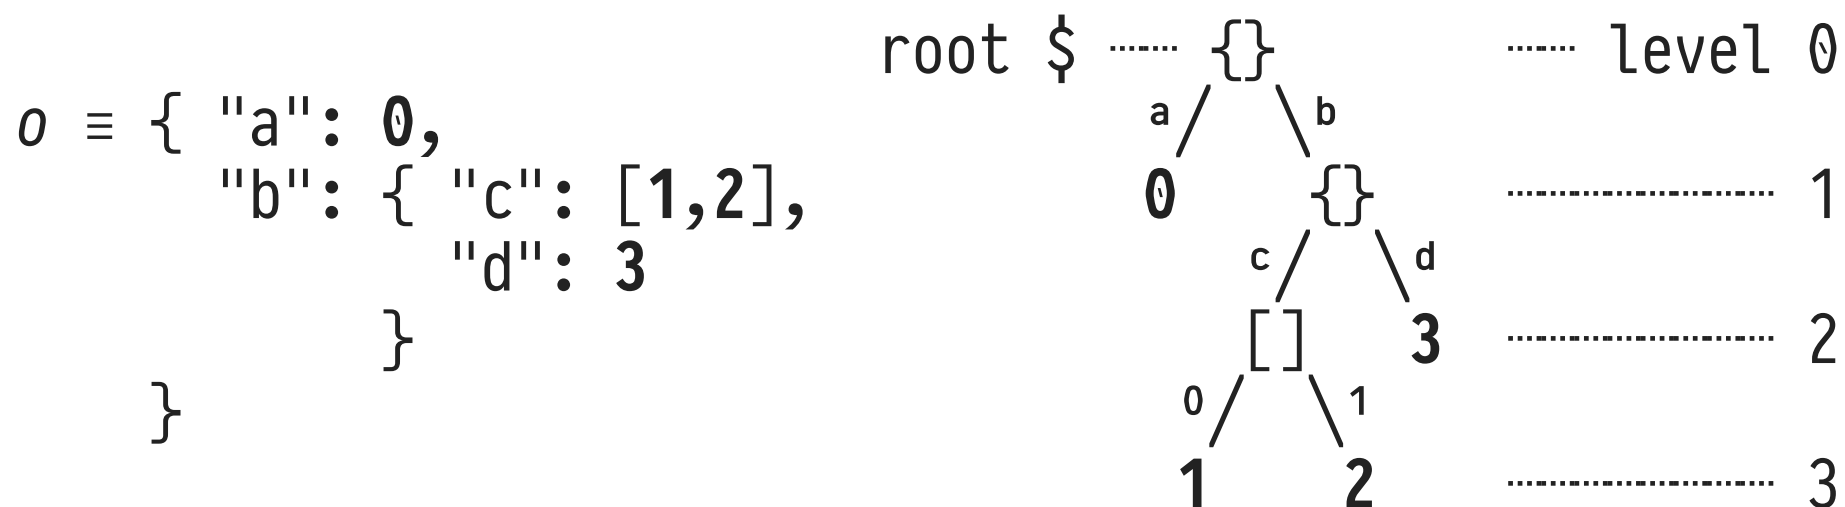 o ≡ { "a": 0,
"b": { "c": [1,2],
"d": 3
}
}
root $ {} level 0
a b
0 {} 1
c d
[] 3 2
0 1
1 2 3